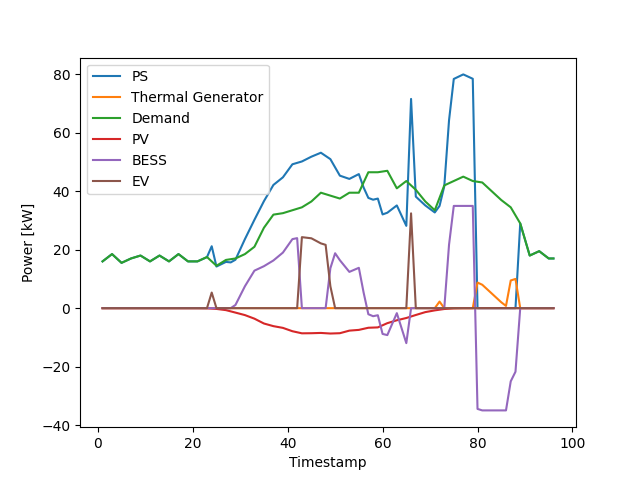 PS
Thermal Generator
Demand
PV
BESS
EV
80
60
40
20
0
−20
−40
Power [kW]
0 20 40 60 80 100
Timestamp